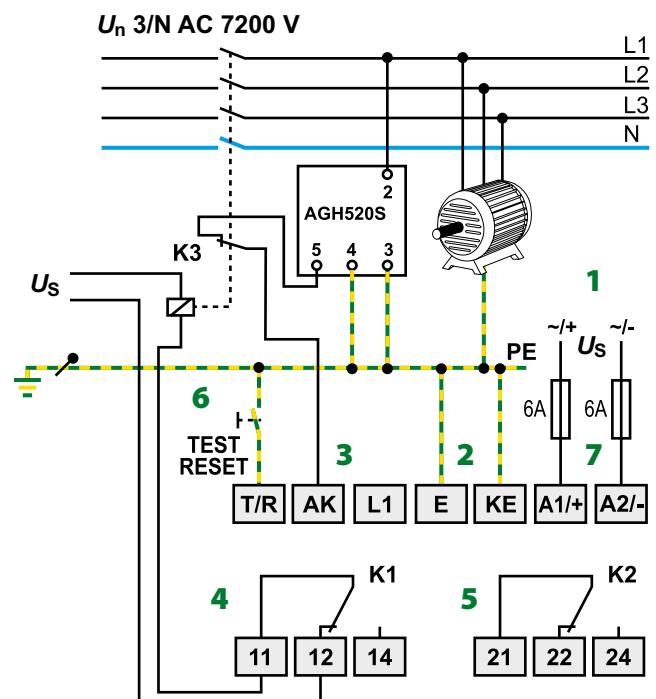 Un 3/N AC 7200 V
L1
L2
L3
N
2
AGH520S
5 4 3
K3
US
1
PE
~/+ US ~/-
6
6A 6A
TEST
RESET
3 2 7
T/R AK L1 E KE A1/+ A2/-
4 K1 5 K2
11 12 14 21 22 24